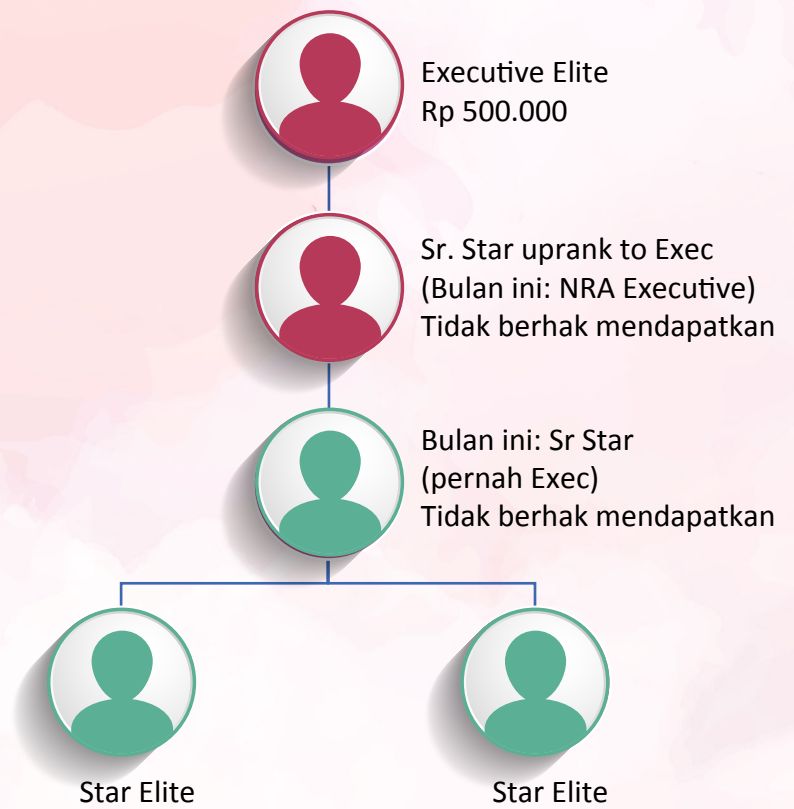 Executive Elite
Rp 500.000
Sr. Star uprank to Exec
(Bulan ini: NRA Executive)
Tidak berhak mendapatkan
Bulan ini: Sr Star
(pernah Exec)
Tidak berhak mendapatkan
Star Elite
Star Elite